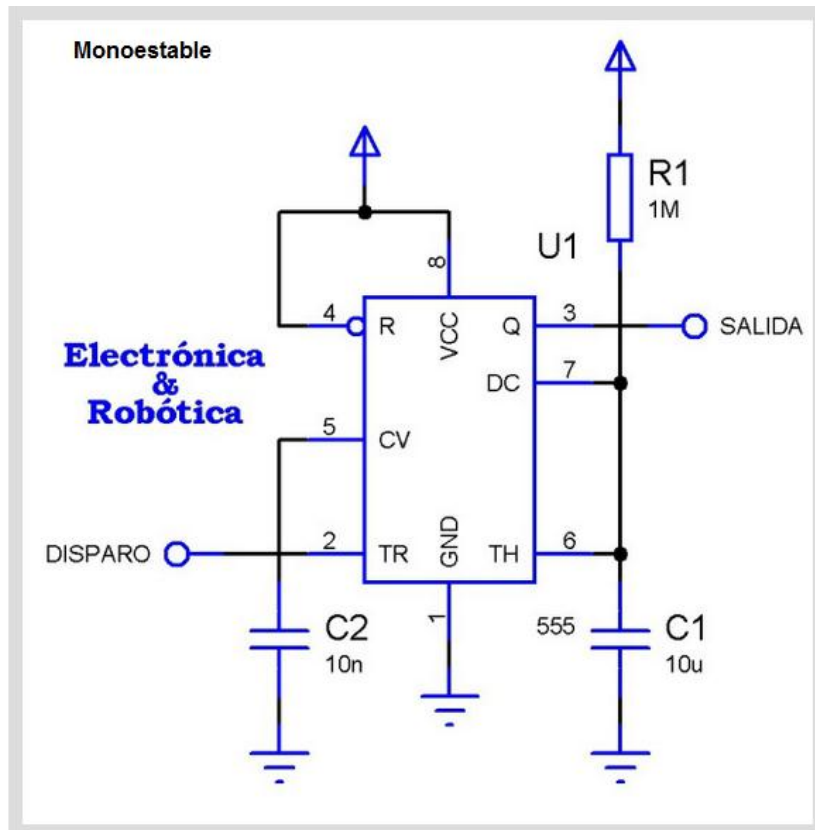 Monoestable
R1
1M
U1
8
4
R
VCC
Q
3
SALIDA
Electrónica
&
Robótica
DC
7
5
CV
DISPARO
2
TR
GND
TH
6
1
C2
10n
555
C1
10u